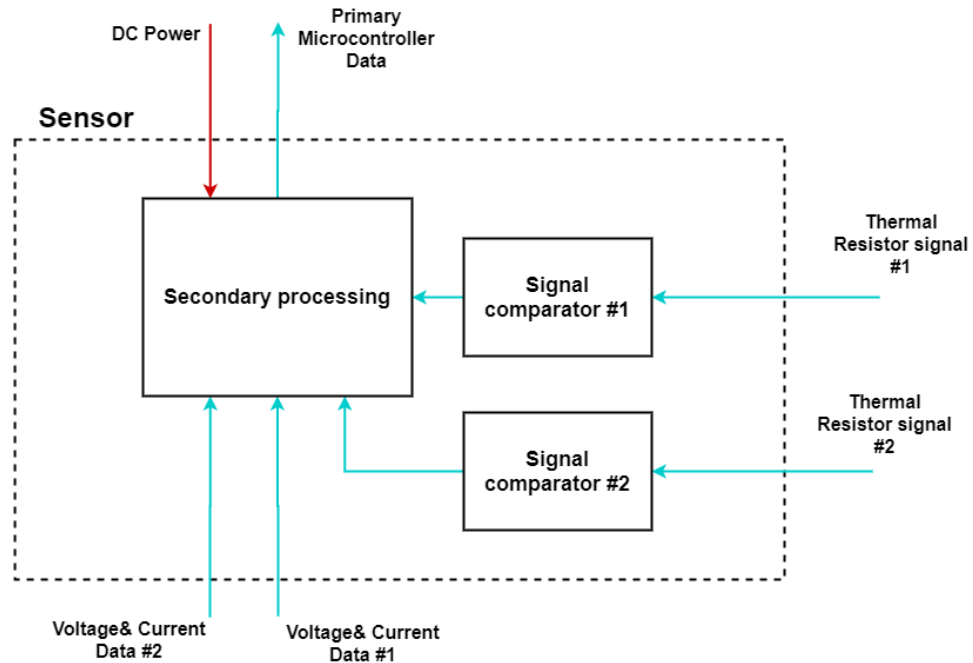 DC Power
Primary
Microcontroller
Data
Sensor
Secondary processing
Signal
comparator #1
Thermal
Resistor signal
#1
Signal
comparator #2
Thermal
Resistor signal
#2
Voltage& Current
Data #2
Voltage& Current
Data #1